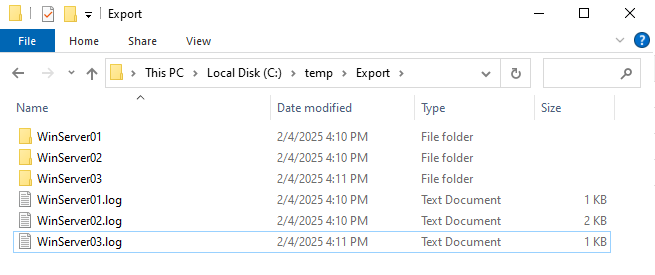 Export
File Home Share View
This PC Local Disk (C:) temp Export
Name Date modified Type Size
WinServer01 2/4/2025 4:10 PM File folder
WinServer02 2/4/2025 4:10 PM File folder
WinServer03 2/4/2025 4:11 PM File folder
WinServer01.log 2/4/2025 4:10 PM Text Document 1 KB
WinServer02.log 2/4/2025 4:10 PM Text Document 2 KB
WinServer03.log 2/4/2025 4:11 PM Text Document 1 KB